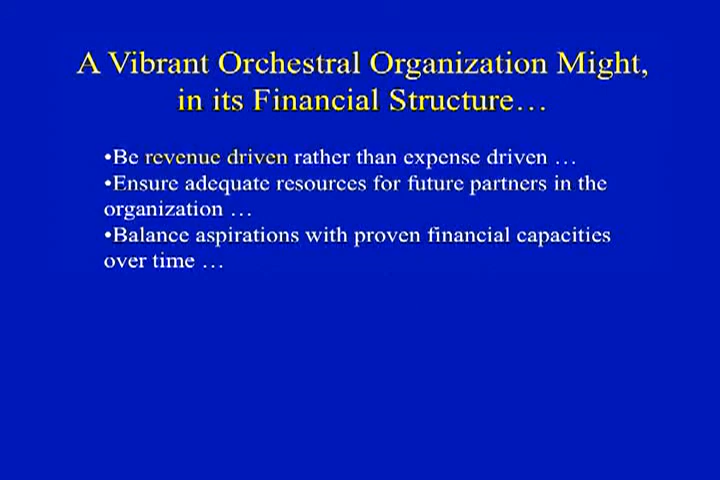 A Vibrant Orchestral Organization Might,
in its Financial Structure…
•Be revenue driven rather than expense driven …
•Ensure adequate resources for future partners in the
organization …
•Balance aspirations with proven financial capacities
over time …